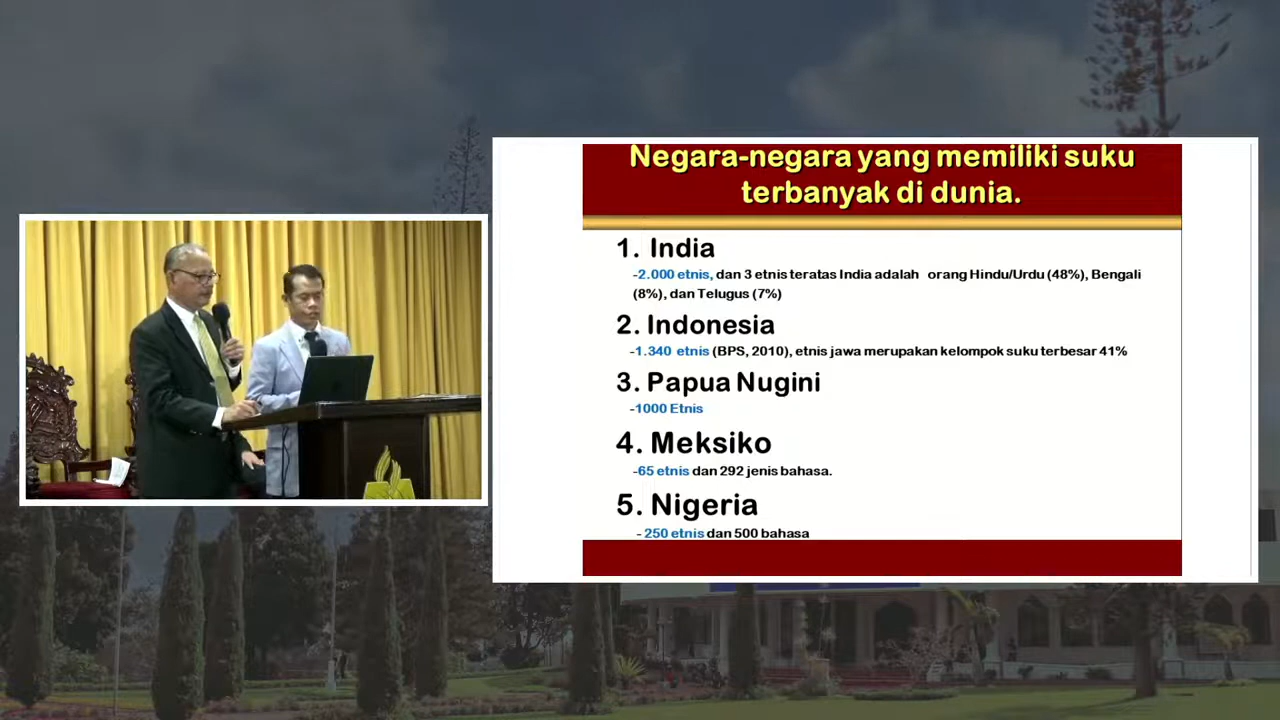 Negara-negara yang memiliki suku
terbanyak di dunia.
1. India
-2.000 etnis, dan 3 etnis teratas India adalah orang Hindu/Urdu (48%), Bengali
(8%), dan Telugus (7%)
2. Indonesia
-1.340 etnis (BPS, 2010), etnis jawa merupakan kelompok suku terbesar 41%
3. Papua Nugini
-1000 Etnis
4. Meksiko
-65 etnis dan 292 jenis bahasa.
5. Nigeria
- 250 etnis dan 500 bahasa